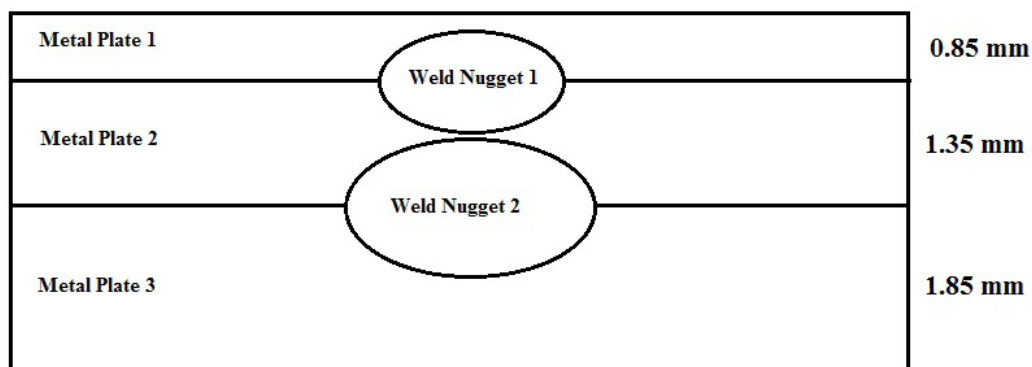 Metal Plate 1
0.85 mm
Weld Nugget 1
Metal Plate 2
1.35 mm
Weld Nugget 2
Metal Plate 3
1.85 mm